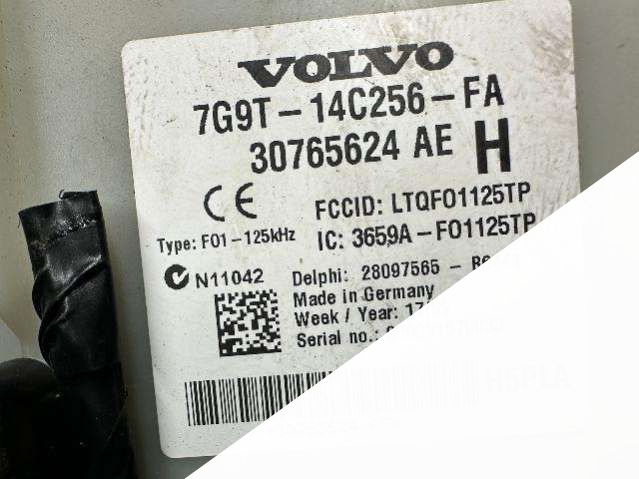 VOLVO
7G9T-14C256-FA
30765624 AE H
CE
FCCID: LTQFO1125TP
Type: FO1-125kHz
IC: 3659A-FO1125TP
N11042
Delphi: 28097565 -
Made in Germany
Week / Year:
Serial no.: